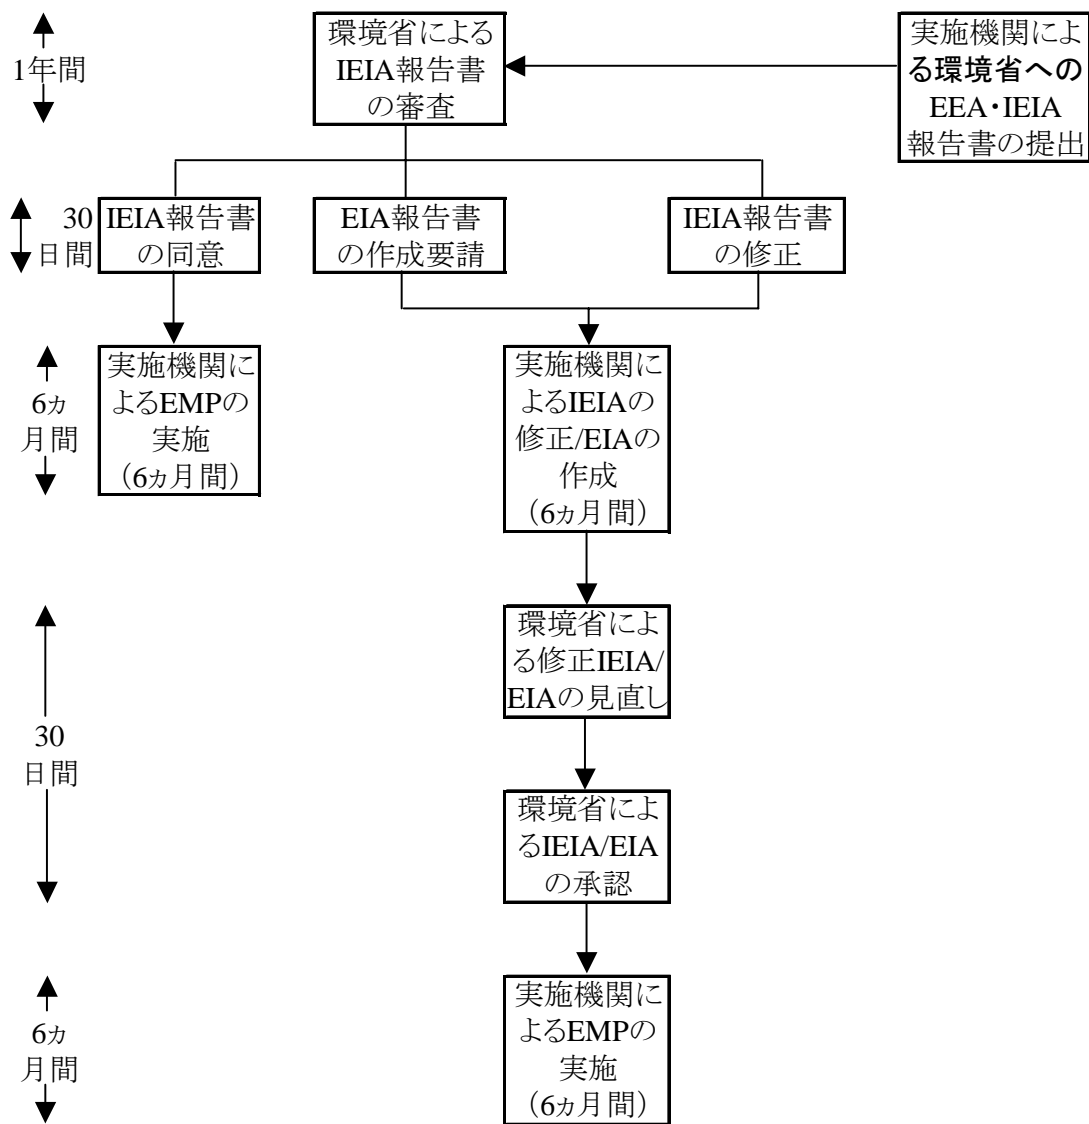 1年間
環境省による
IEIA報告書
の審査
実施機関によ
る環境省への
EEA・IEIA
報告書の提出
30
日間
IEIA報告書
の同意
EIA報告書
の作成要請
IEIA報告書
の修正
6カ
月間
実施機関に
よるEMPの
実施
（6カ月間）
実施機関に
よるIEIAの
修正/EIAの
作成
（6カ月間）
30
日間
環境省によ
る修正IEIA/
EIAの見直し
環境省によ
るIEIA/EIA
の承認
6カ
月間
実施機関に
よるEMPの
実施
（6カ月間）